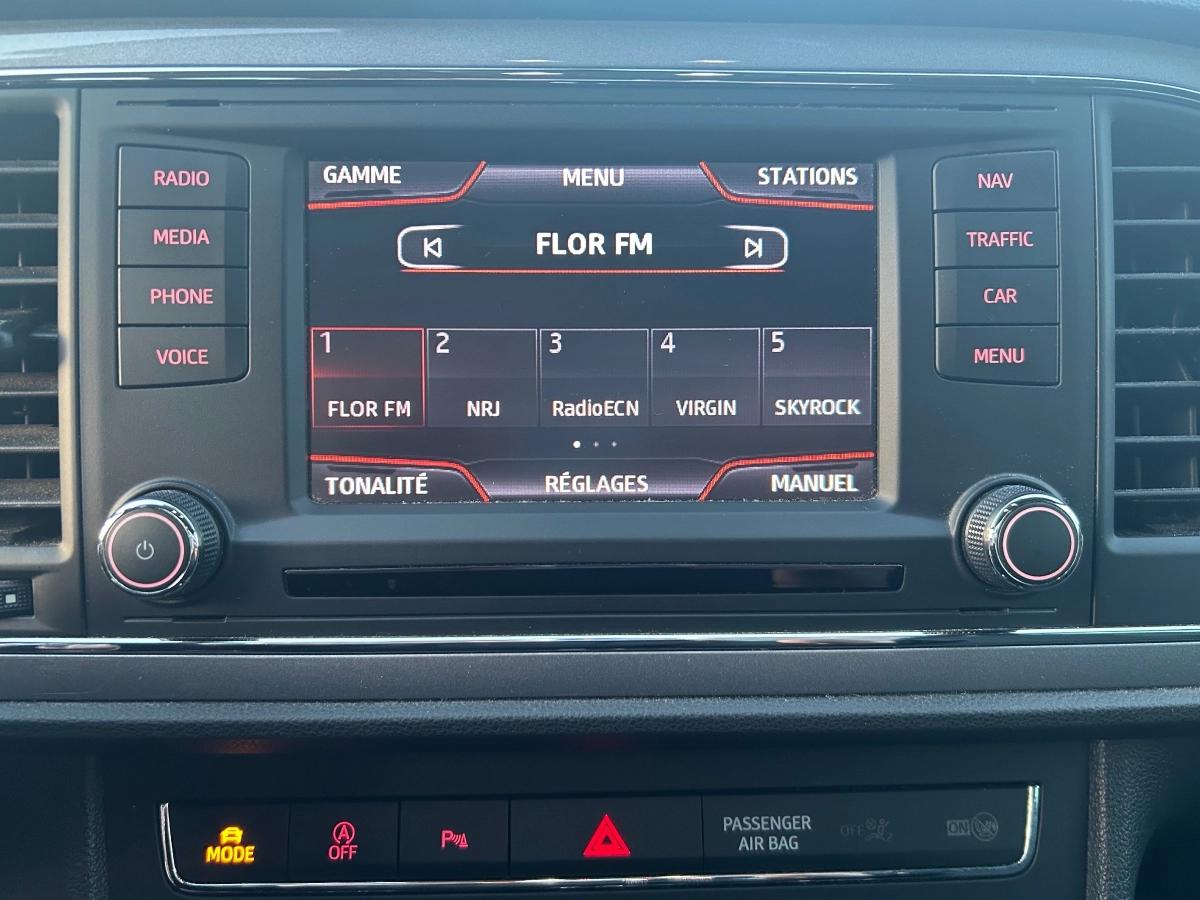 RADIO
MEDIA
PHONE
VOICE
GAMME MENU STATIONS
FLOR FM
1 2 3 4 5
FLOR FM NRJ RadioECN VIRGIN SKYROCK
TONALITÉ RÉGLAGES MANUEL
NAV
TRAFFIC
CAR
MENU
MODE
A
OFF
P
PASSENGER
AIR BAG
OFF
ON